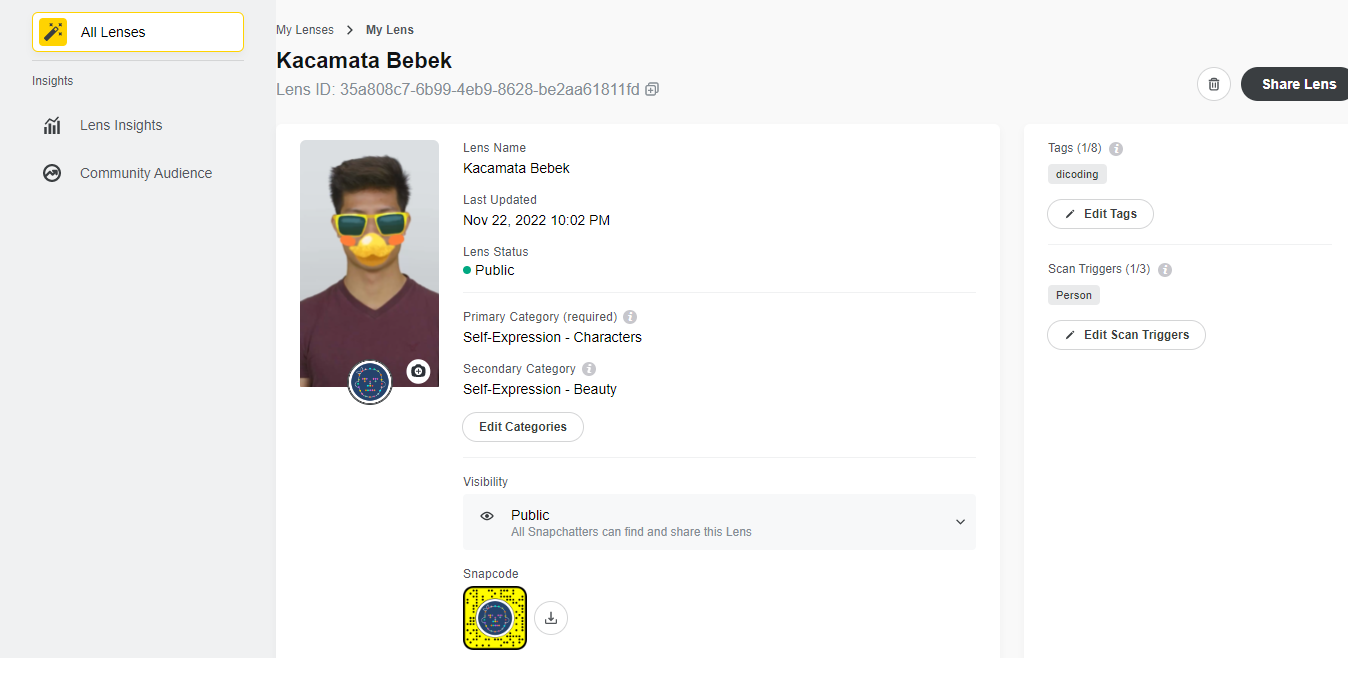 All Lenses
Insights
Lens Insights
Community Audience
My Lenses > My Lens
Kacamata Bebek
Lens ID: 35a808c7-6b99-4eb9-8628-be2aa61811fd
Share Lens
Lens Name
Kacamata Bebek
Last Updated
Nov 22, 2022 10:02 PM
Lens Status
Public
Primary Category (required)
Self-Expression - Characters
Secondary Category
Self-Expression - Beauty
Edit Categories
Visibility
Public
All Snapchatters can find and share this Lens
Snapcode
Tags (1/8)
dicoding
Edit Tags
Scan Triggers (1/3)
Person
Edit Scan Triggers